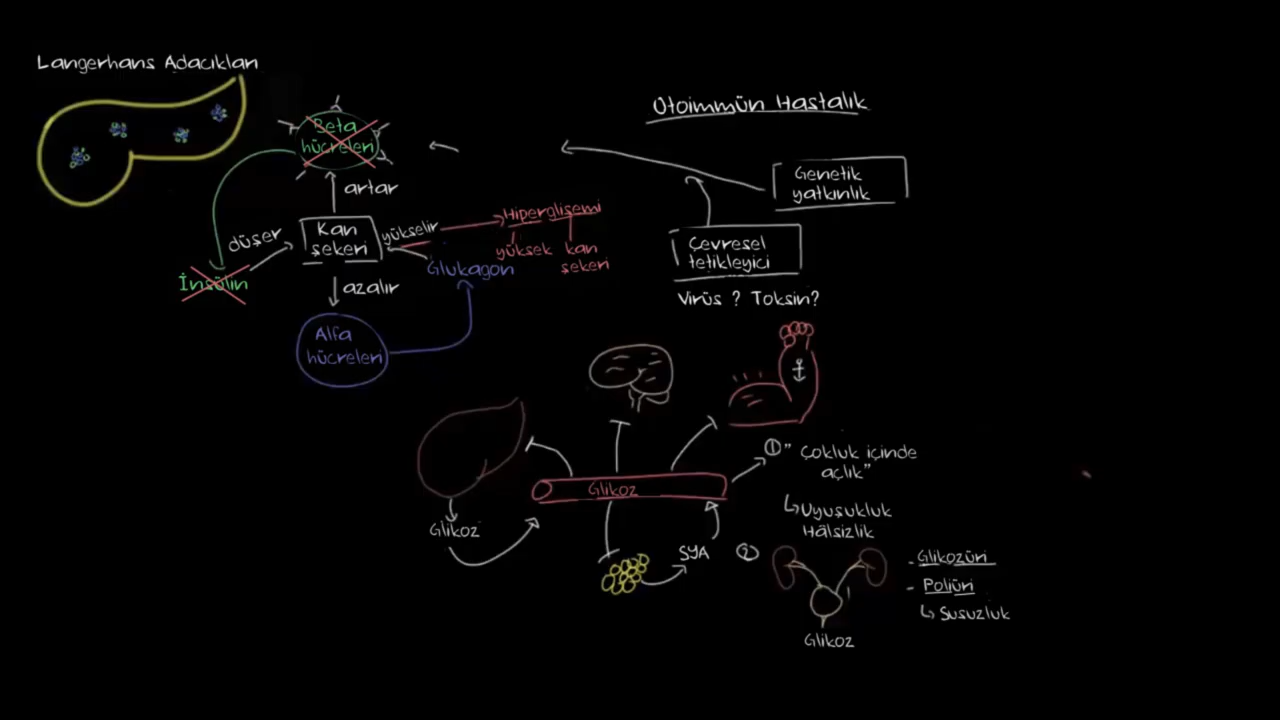 Langerhans Adacıkları
Beta
hücreleri
artar
Kan
şekeri
düşer
yükselir
İnsülin
azalır
Alfa
hücreleri
Glukagon
Hiperglisemi
yüksek kan
şekeri
Otoimmün Hastalık
Genetik
yatkınlık
Çevresel
tetikleyici
Virüs ? Toksin?
Glikoz
Glikoz
SYA
① " Çokluk içinde
açlık"
Uyuşukluk
Hâlsizlik
②
Glikoz
- Glikozüri
- Poliüri
Susuzluk